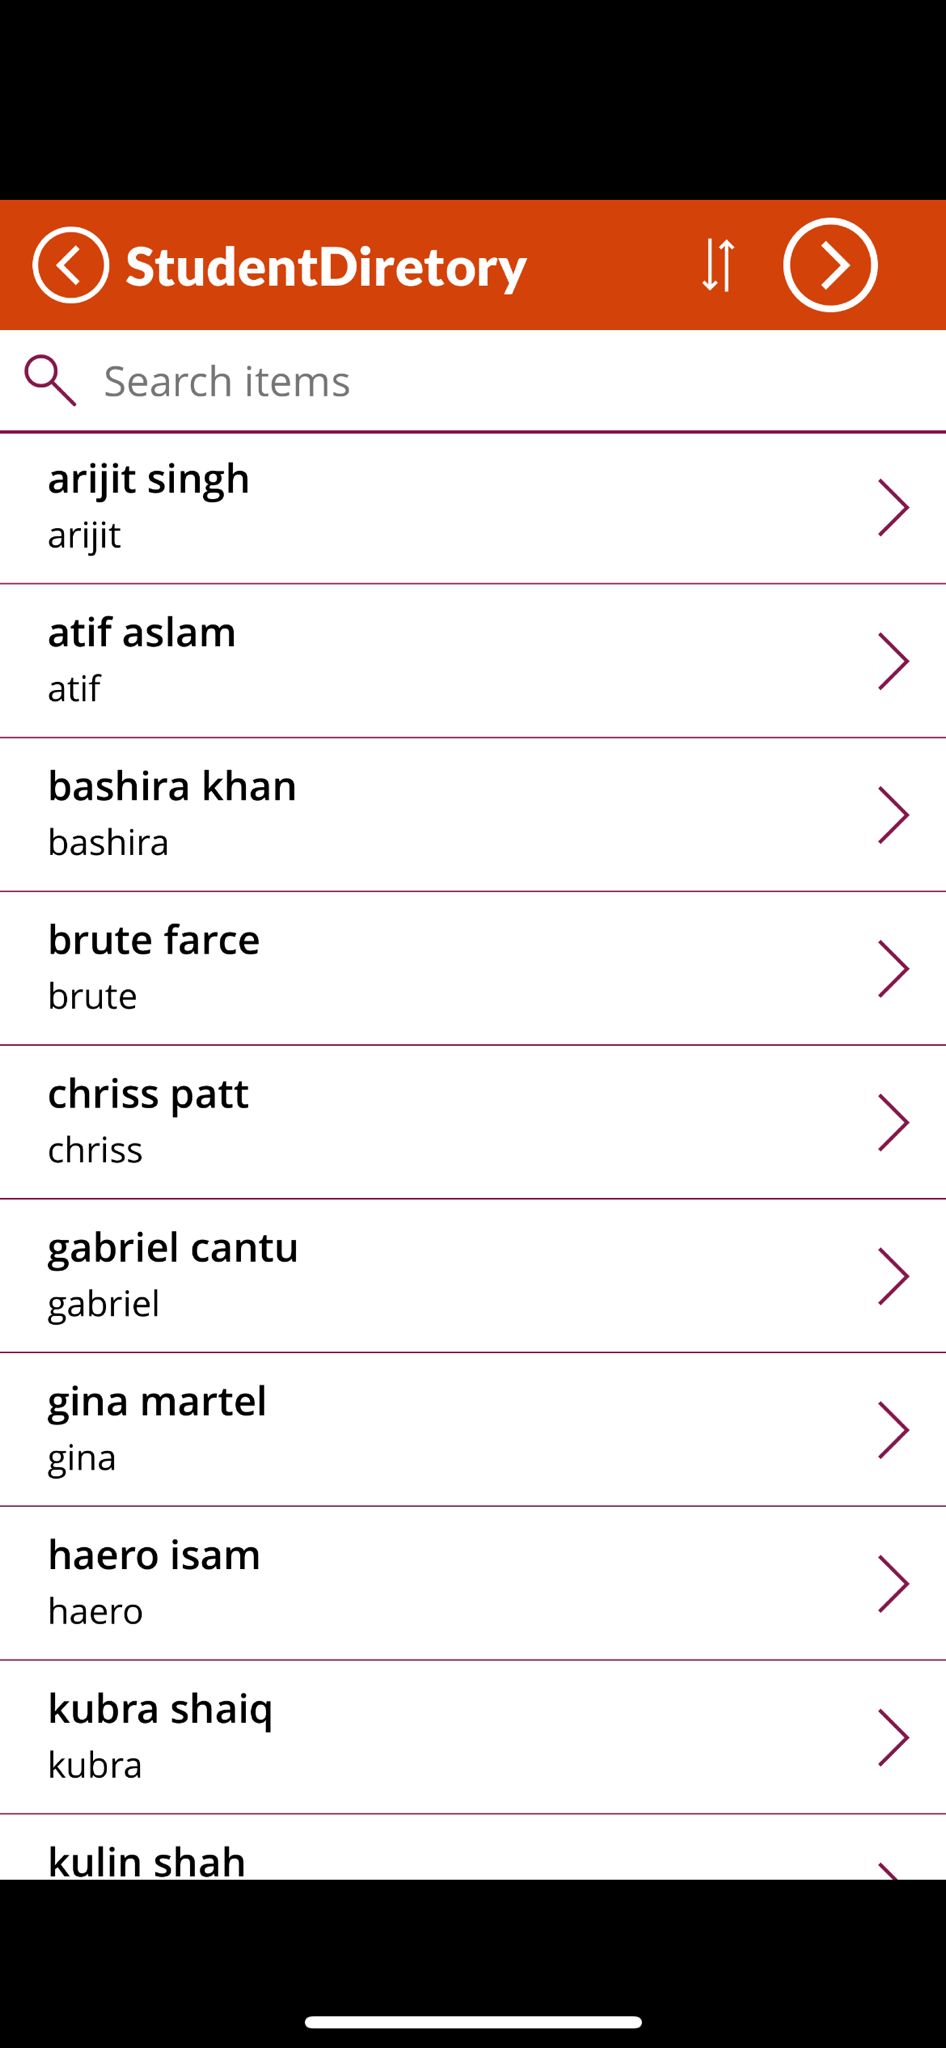 StudentDiretory
Search items
arijit singh
arijit
atif aslam
atif
bashira khan
bashira
brute farce
brute
chriss patt
chriss
gabriel cantu
gabriel
gina martel
gina
haero isam
haero
kubra shaiq
kubra
kulin shah